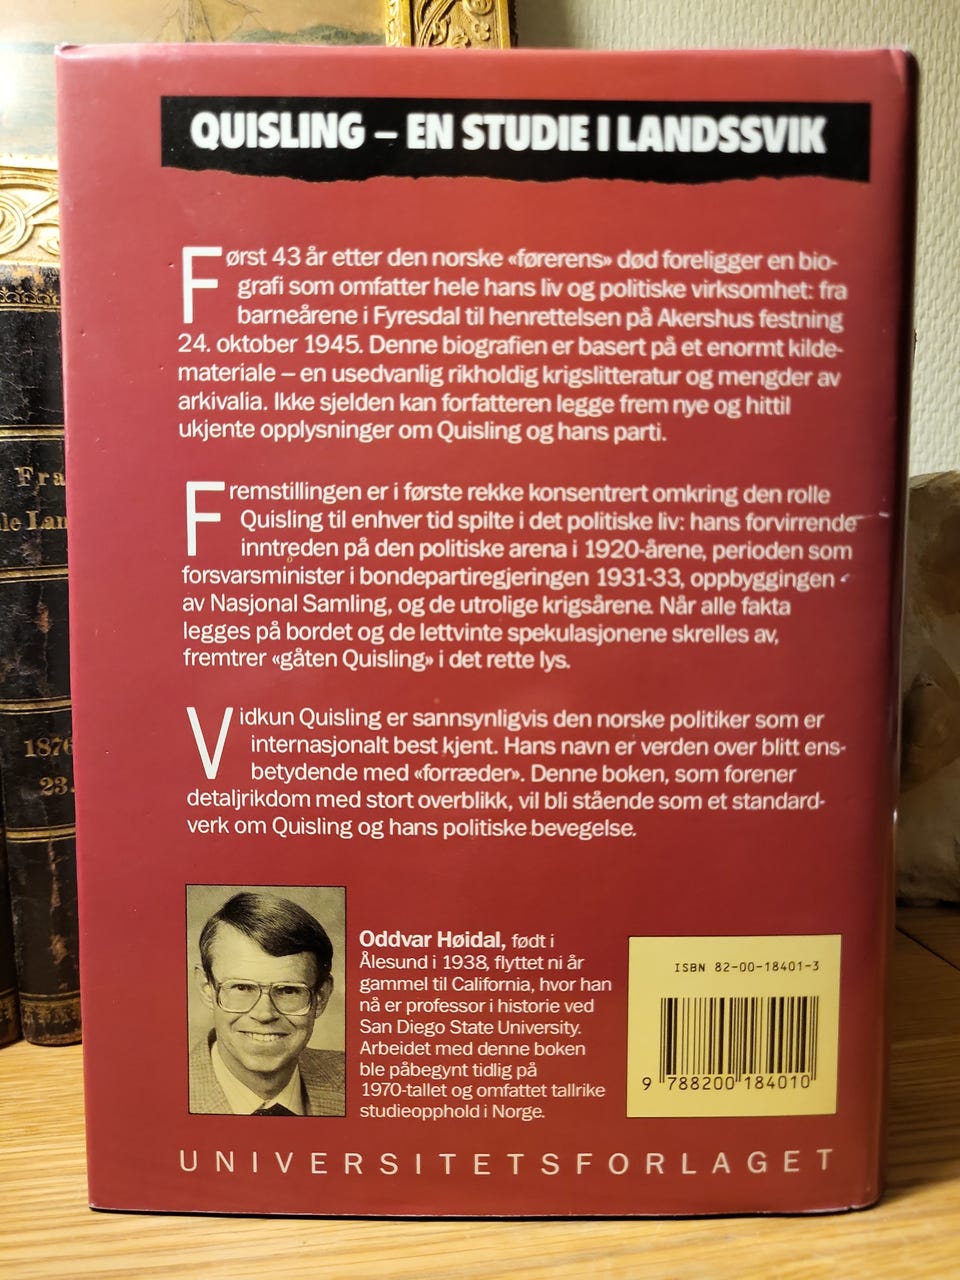 QUISLING – EN STUDIE I LANDSSVIK
Først 43 år etter den norske «førerens» død foreligger en bio-
grafi som omfatter hele hans liv og politiske virksomhet: fra
barneårene i Fyresdal til henrettelsen på Akershus festning
24. oktober 1945. Denne biografien er basert på et enormt kilde-
materiale – en usedvanlig rikholdig krigslitteratur og mengder av
arkivalia. Ikke sjelden kan forfatteren legge frem nye og hittil
ukjente opplysninger om Quisling og hans parti.
Fremstillingen er i første rekke konsentrert omkring den rolle
Quisling til enhver tid spilte i det politiske liv: hans forvirrende
inntreden på den politiske arena i 1920-årene, perioden som
forsvarsminister i bondepartiregjeringen 1931-33, oppbyggingen
av Nasjonal Samling, og de utrolige krigsårene. Når alle fakta
legges på bordet og de lettvinte spekulasjonene skrelles av,
fremtrer «gåten Quisling» i det rette lys.
Vidkun Quisling er sannsynligvis den norske politiker som er
internasjonalt best kjent. Hans navn er verden over blitt ens-
betydende med «forræder». Denne boken, som forener
detaljrikdom med stort overblikk, vil bli stående som et standard-
verk om Quisling og hans politiske bevegelse.
Oddvar Høidal, født i
Ålesund i 1938, flyttet ni år
gammel til California, hvor han
nå er professor i historie ved
San Diego State University.
Arbeidet med denne boken
ble påbegynt tidlig på
1970-tallet og omfattet tallrike
studieopphold i Norge.
ISBN 82-00-18401-3
9 788200 184010
UNIVERSITETSFORLAGET
Fra
1876
23.